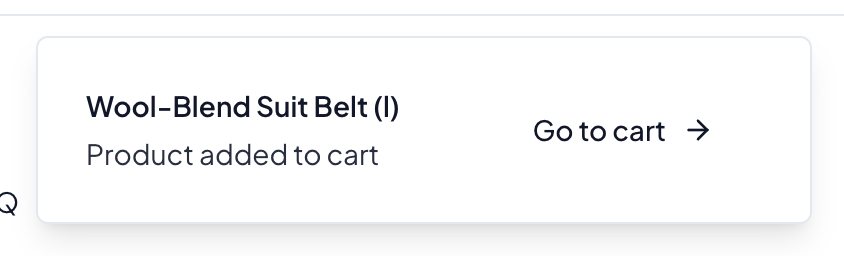 Wool-Blend Suit Belt (l)
Product added to cart
Go to cart →
Q